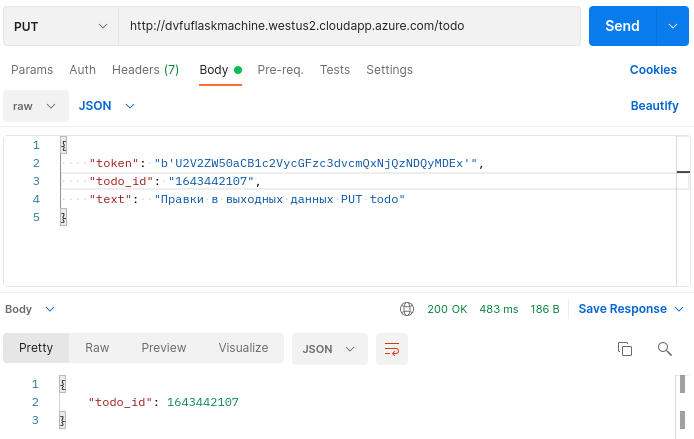 PUT http://dvfuflaskmachine.westus2.cloudapp.azure.com/todo Send
Params Auth Headers (7) Body Pre-req. Tests Settings Cookies
raw JSON Beautify
1 {
2 "token": "b'U2V2ZW50aCB1c2VycGFzc3dvcmQxNjQzNDQyMDEx'",
3 "todo_id": "1643442107",
4 "text": "Правки в выходных данных PUT todo"
5 }
Body 200 OK 483 ms 186 B Save Response
Pretty Raw Preview Visualize JSON
1 {
2 "todo_id": 1643442107
3 }